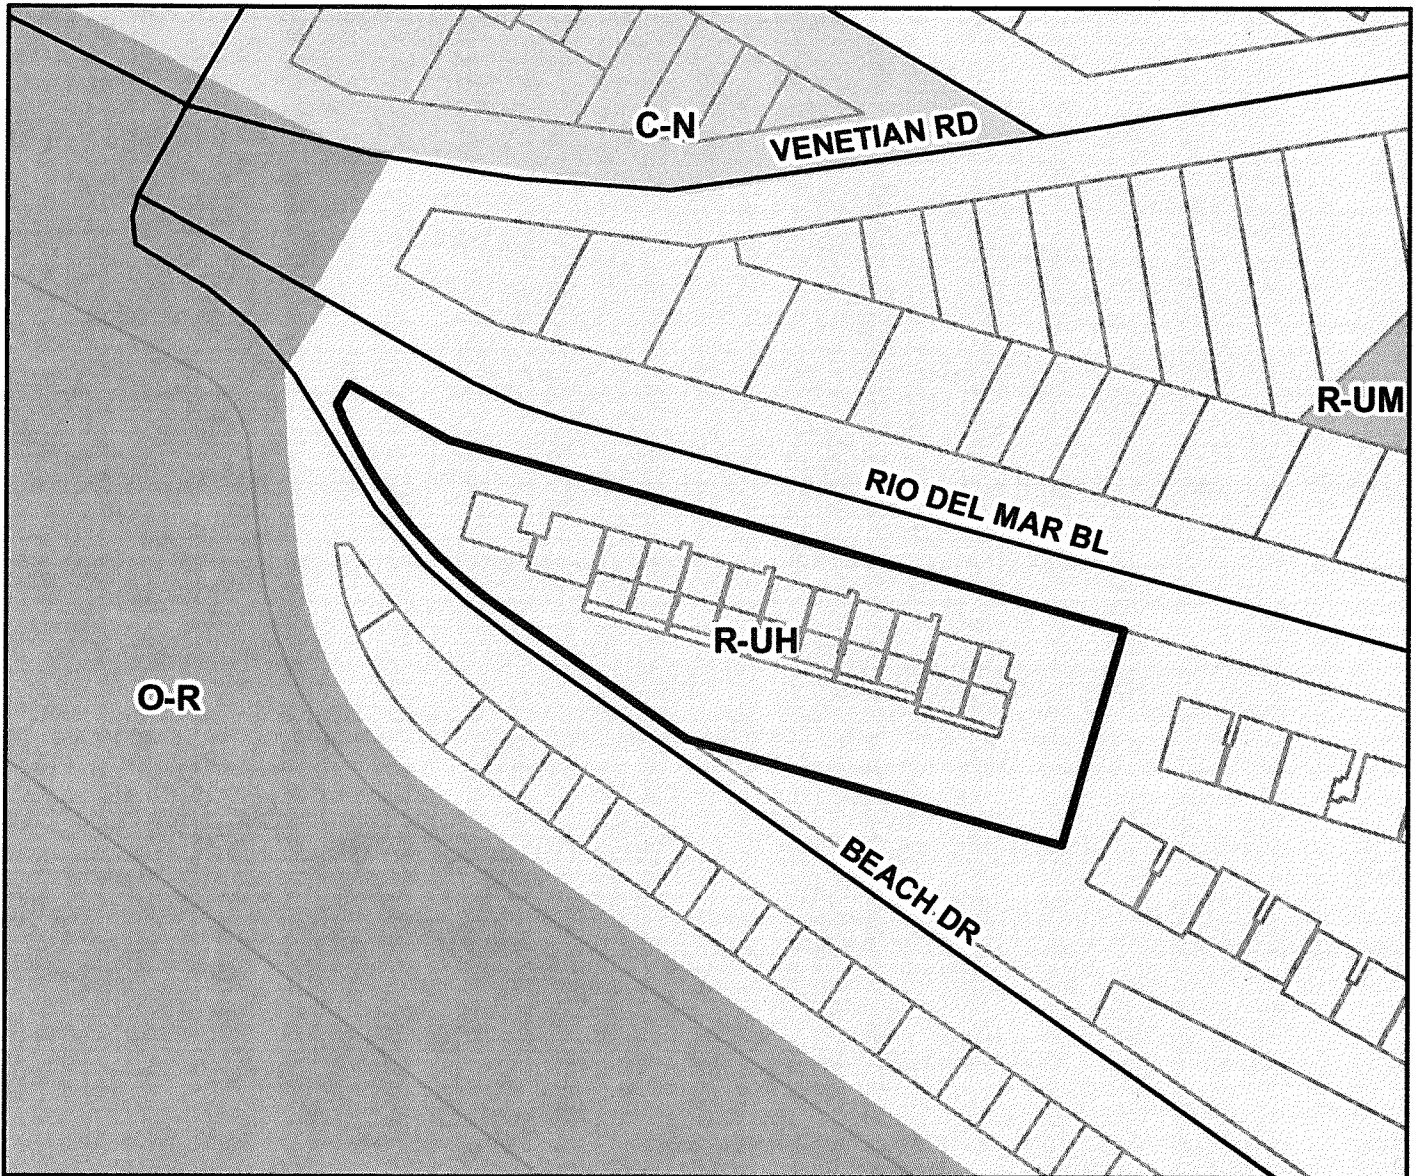 C-N
VENETIAN RD
R-UM
RIO DEL MAR BL
R-UH
O-R
BEACH DR